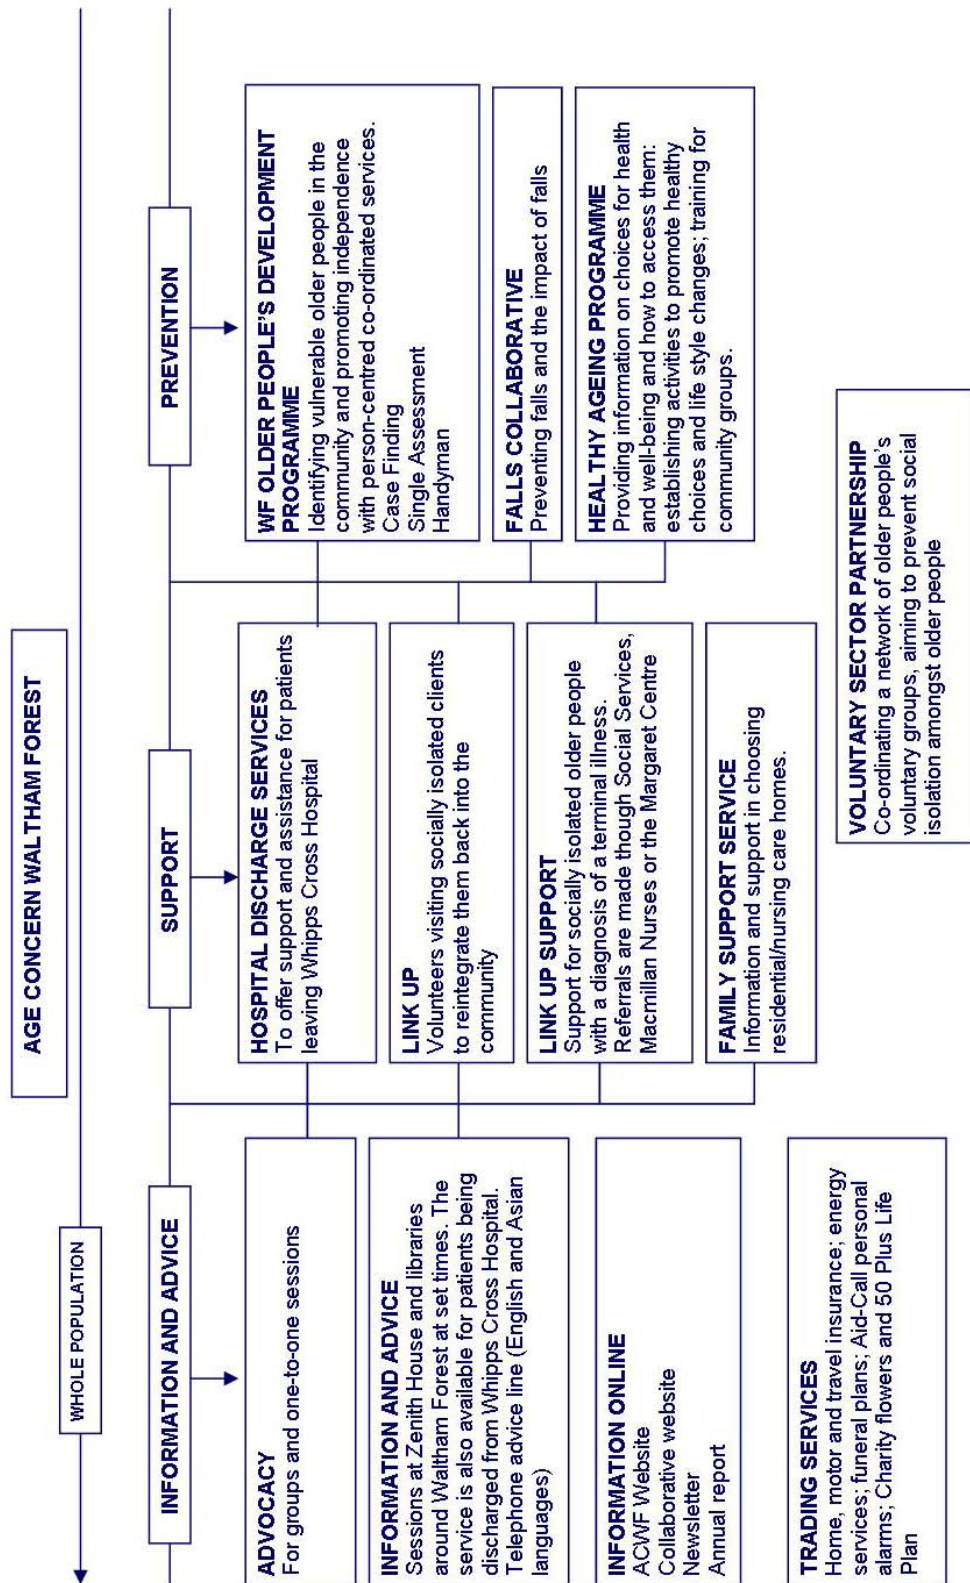 AGE CONCERN WALTHAM FOREST
WHOLE POPULATION
INFORMATION AND ADVICE
SUPPORT
PREVENTION
ADVOCACY
For groups and one-to-one sessions
INFORMATION AND ADVICE
Sessions at Zenith House and libraries
around Waltham Forest at set times. The
service is also available for patients being
discharged from Whipps Cross Hospital.
Telephone advice line (English and Asian
languages)
INFORMATION ONLINE
ACWF Website
Collaborative website
Newsletter
Annual report
TRADING SERVICES
Home, motor and travel insurance; energy
services; funeral plans; Aid-Call personal
alarms; Charity flowers and 50 Plus Life
Plan
HOSPITAL DISCHARGE SERVICES
To offer support and assistance for patients
leaving Whipps Cross Hospital
LINK UP
Volunteers visiting socially isolated clients
to reintegrate them back into the
community
LINK UP SUPPORT
Support for socially isolated older people
with a diagnosis of a terminal illness.
Referrals are made though Social Services,
Macmillan Nurses or the Margaret Centre
FAMILY SUPPORT SERVICE
Information and support in choosing
residential/nursing care homes.
WF OLDER PEOPLE'S DEVELOPMENT
PROGRAMME
Identifying vulnerable older people in the
community and promoting independence
with person-centred co-ordinated services.
Case Finding
Single Assessment
Handyman
FALLS COLLABORATIVE
Preventing falls and the impact of falls
HEALTHY AGEING PROGRAMME
Providing information on choices for health
and well-being and how to access them:
establishing activities to promote healthy
choices and life style changes; training for
community groups.
VOLUNTARY SECTOR PARTNERSHIP
Co-ordinating a network of older people's
voluntary groups, aiming to prevent social
isolation amongst older people